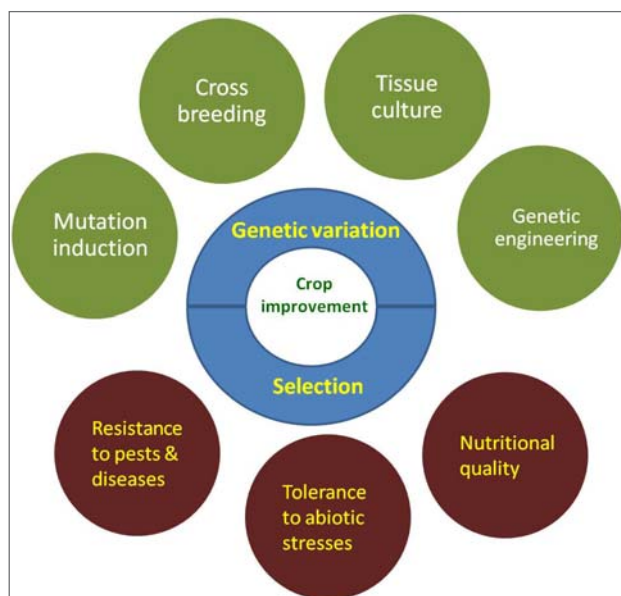 Cross
breeding
Tissue
culture
Mutation
induction
Genetic
engineering
Genetic variation
Crop
improvement
Selection
Resistance
to pests &
diseases
Tolerance
to abiotic
stresses
Nutritional
quality